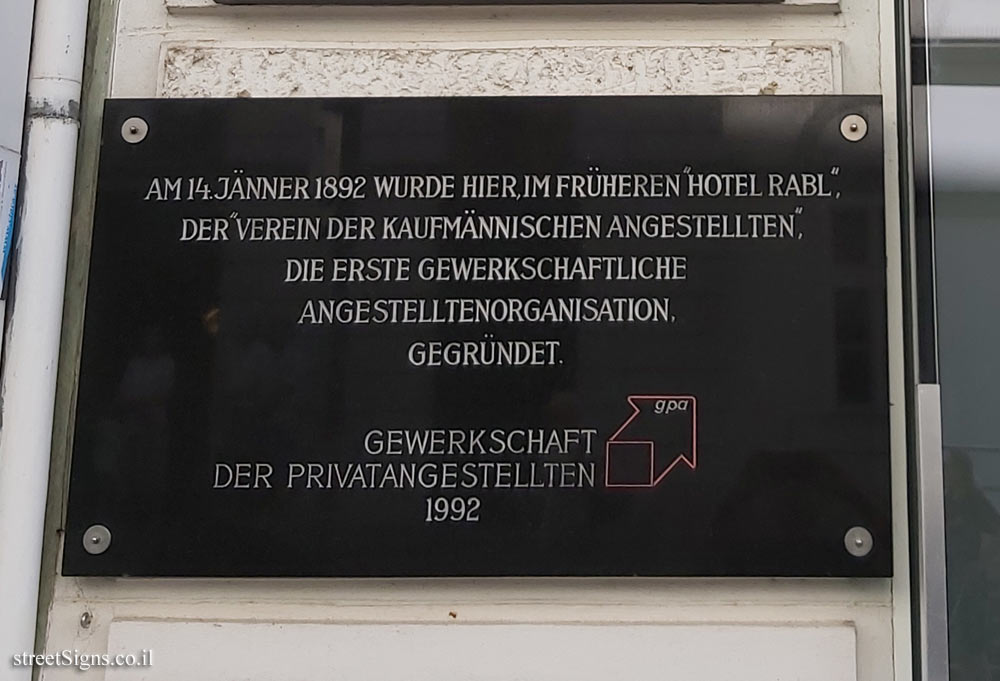 AM 14. JÄNNER 1892 WURDE HIER, IM FRÜHEREN "HOTEL RABL",
DER "VEREIN DER KAUFMÄNNISCHEN ANGESTELLTEN",
DIE ERSTE GEWERKSCHAFTLICHE
ANGESTELLTENORGANISATION,
GEGRÜNDET.
gpa
GEWERKSCHAFT
DER PRIVATANGESTELLTEN
1992
streetSigns.co.il